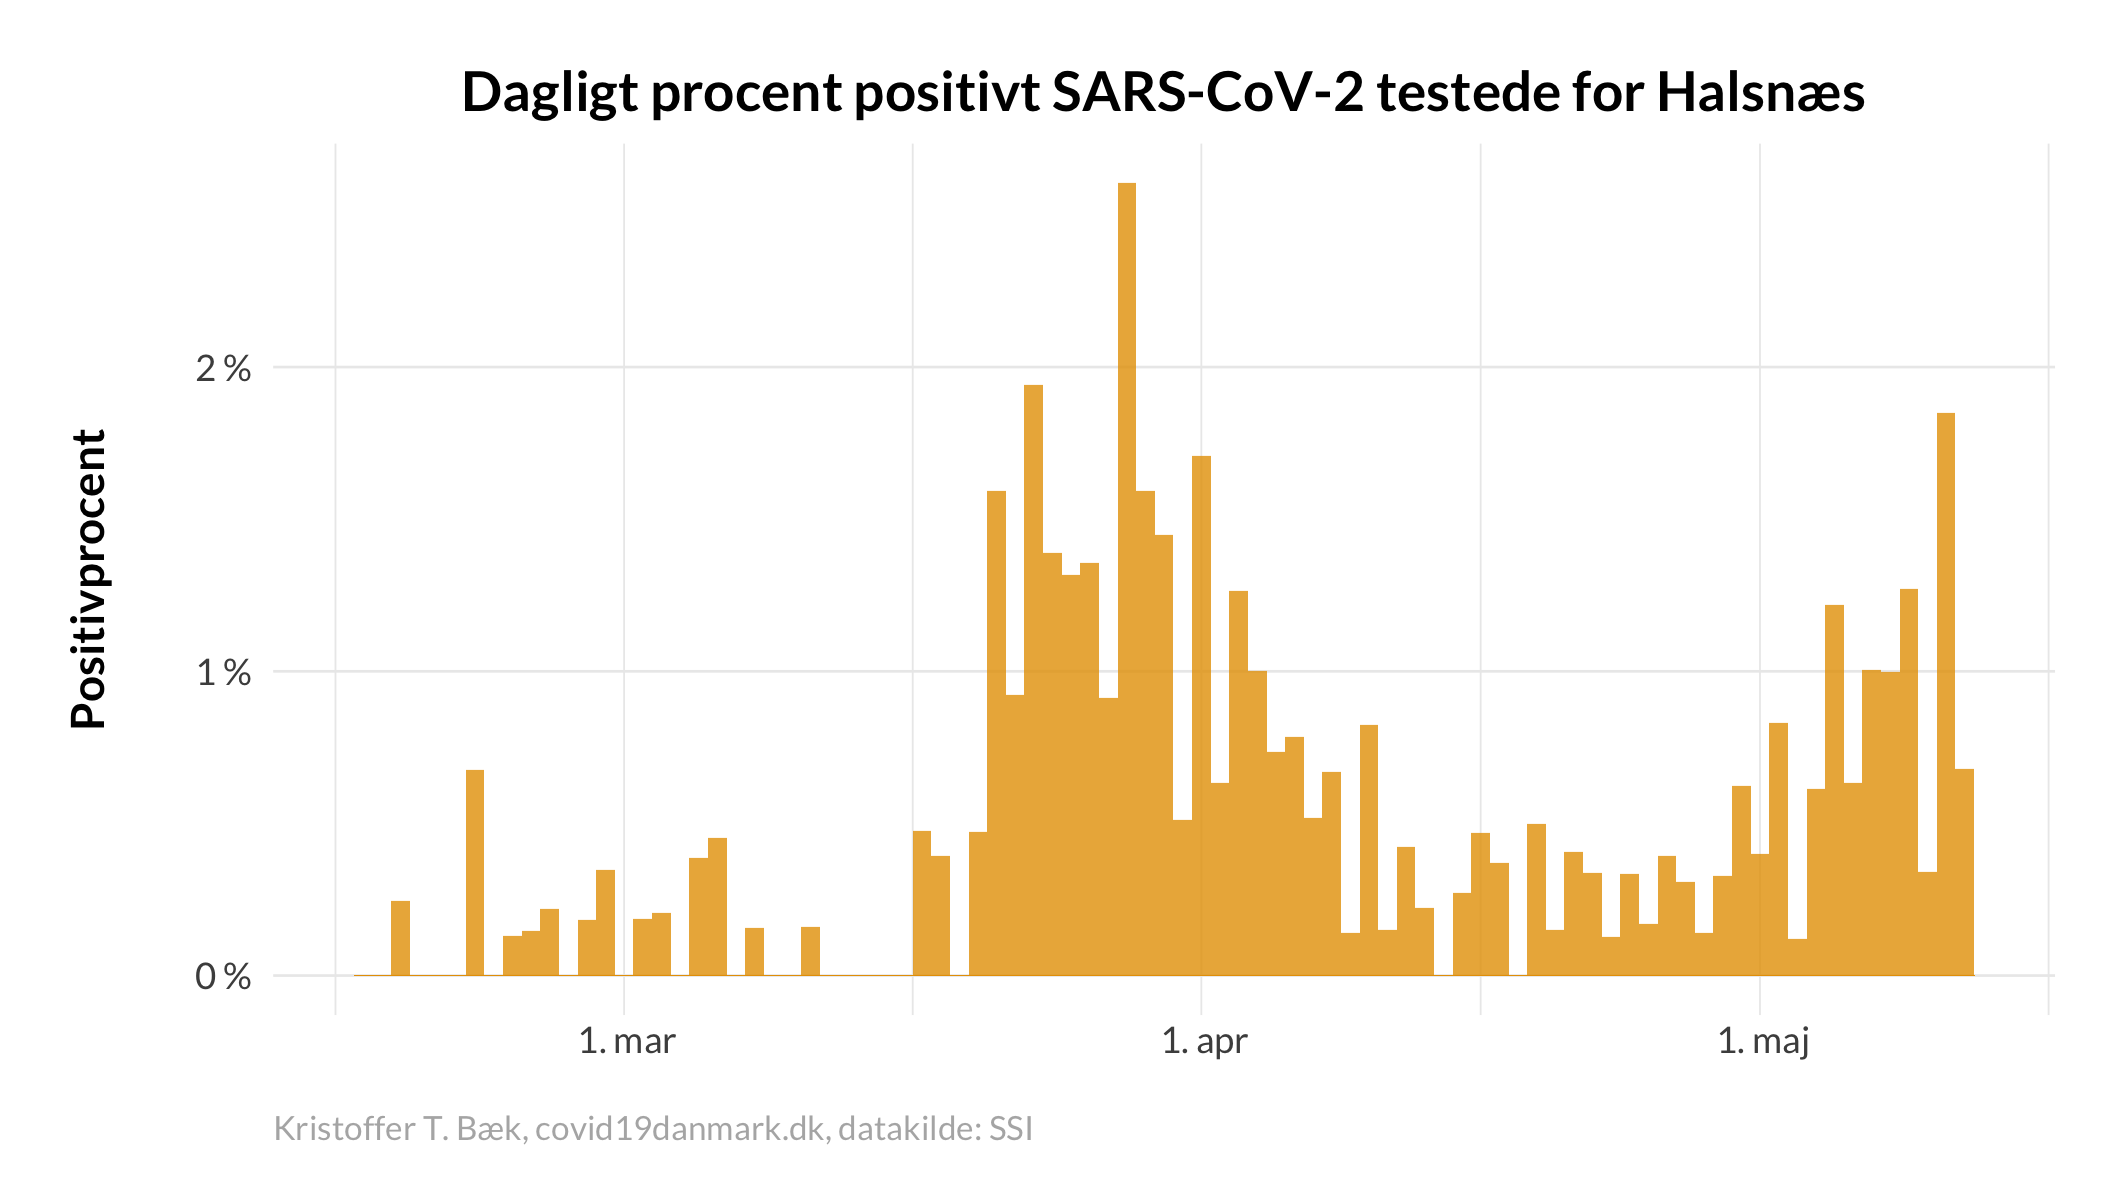 Dagligt procent positivt SARS-CoV-2 testede for Halsnæs
Positivprocent
2 %
1 %
0 %
1. mar
1. apr
1. maj
Kristoffer T. Bæk, covid19danmark.dk, datakilde: SSI